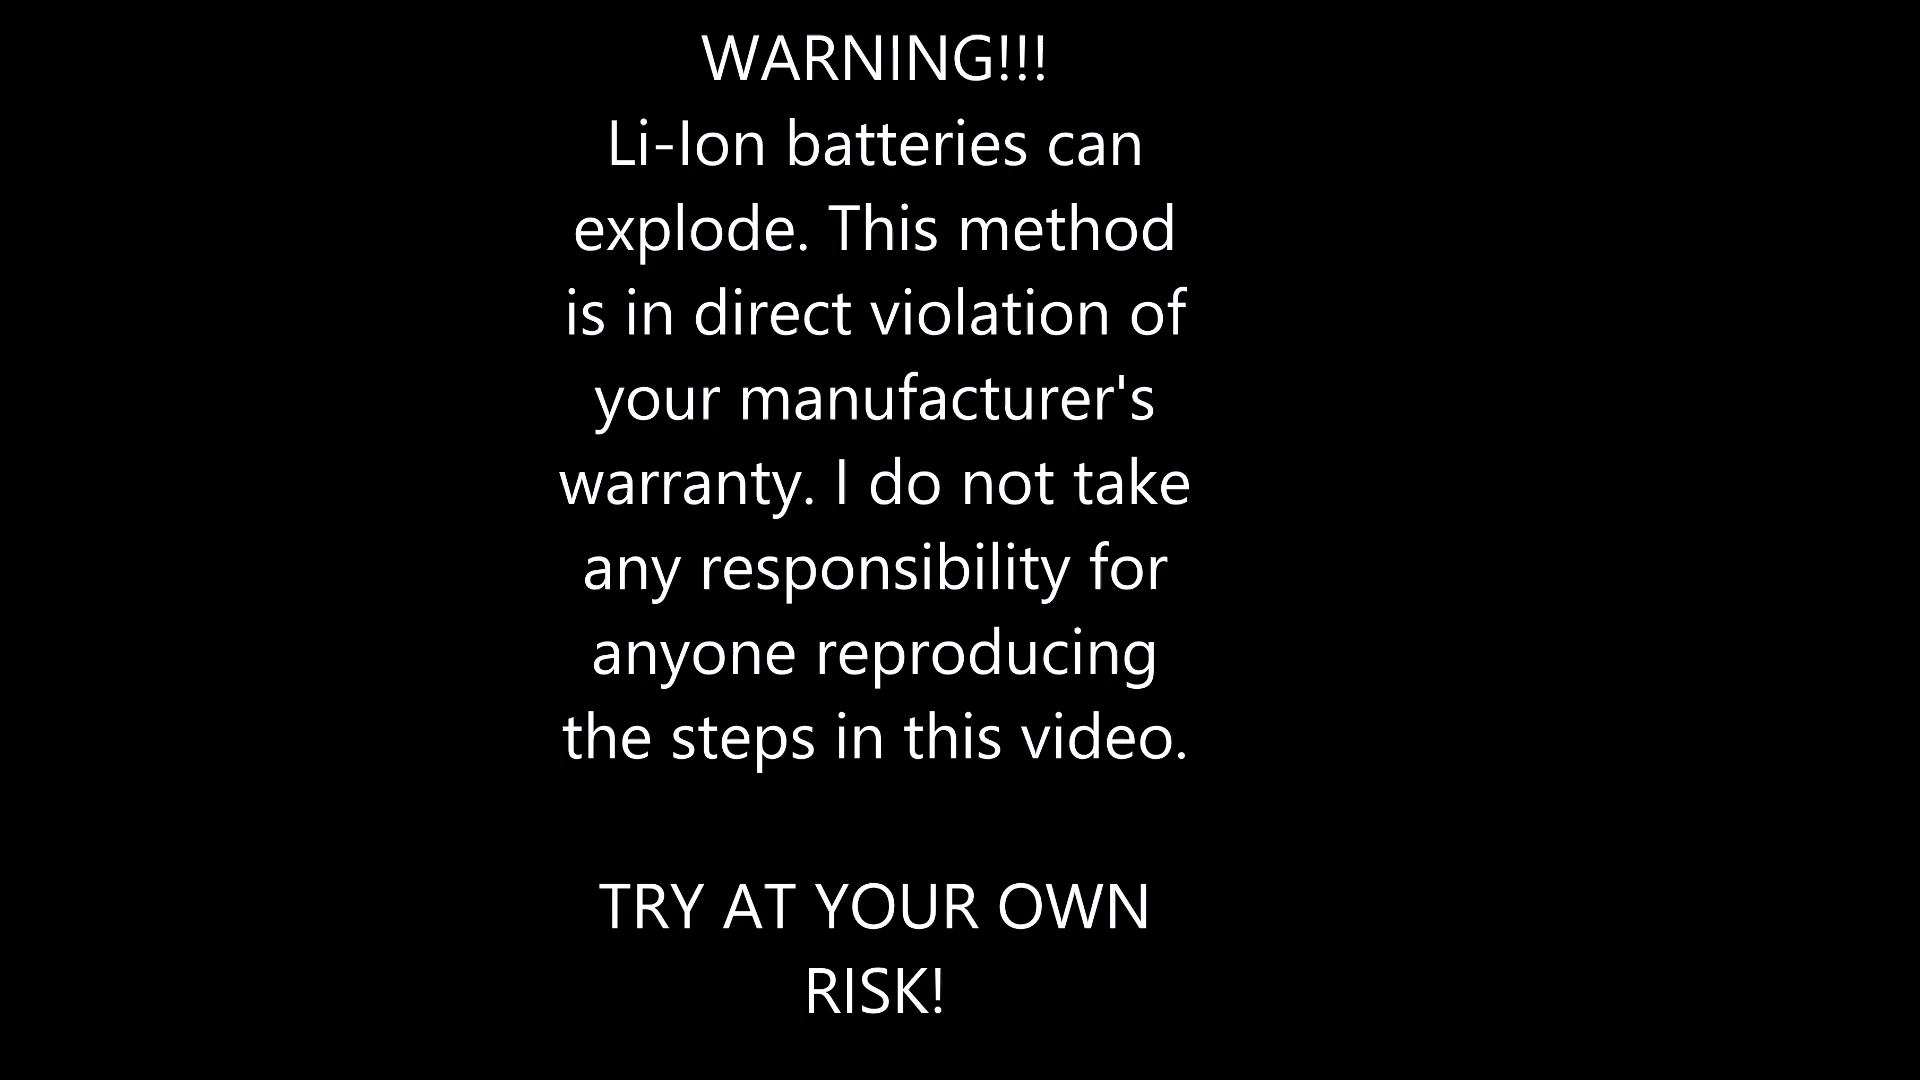 WARNING!!!
Li-Ion batteries can
explode. This method
is in direct violation of
your manufacturer's
warranty. I do not take
any responsibility for
anyone reproducing
the steps in this video.
TRY AT YOUR OWN
RISK!